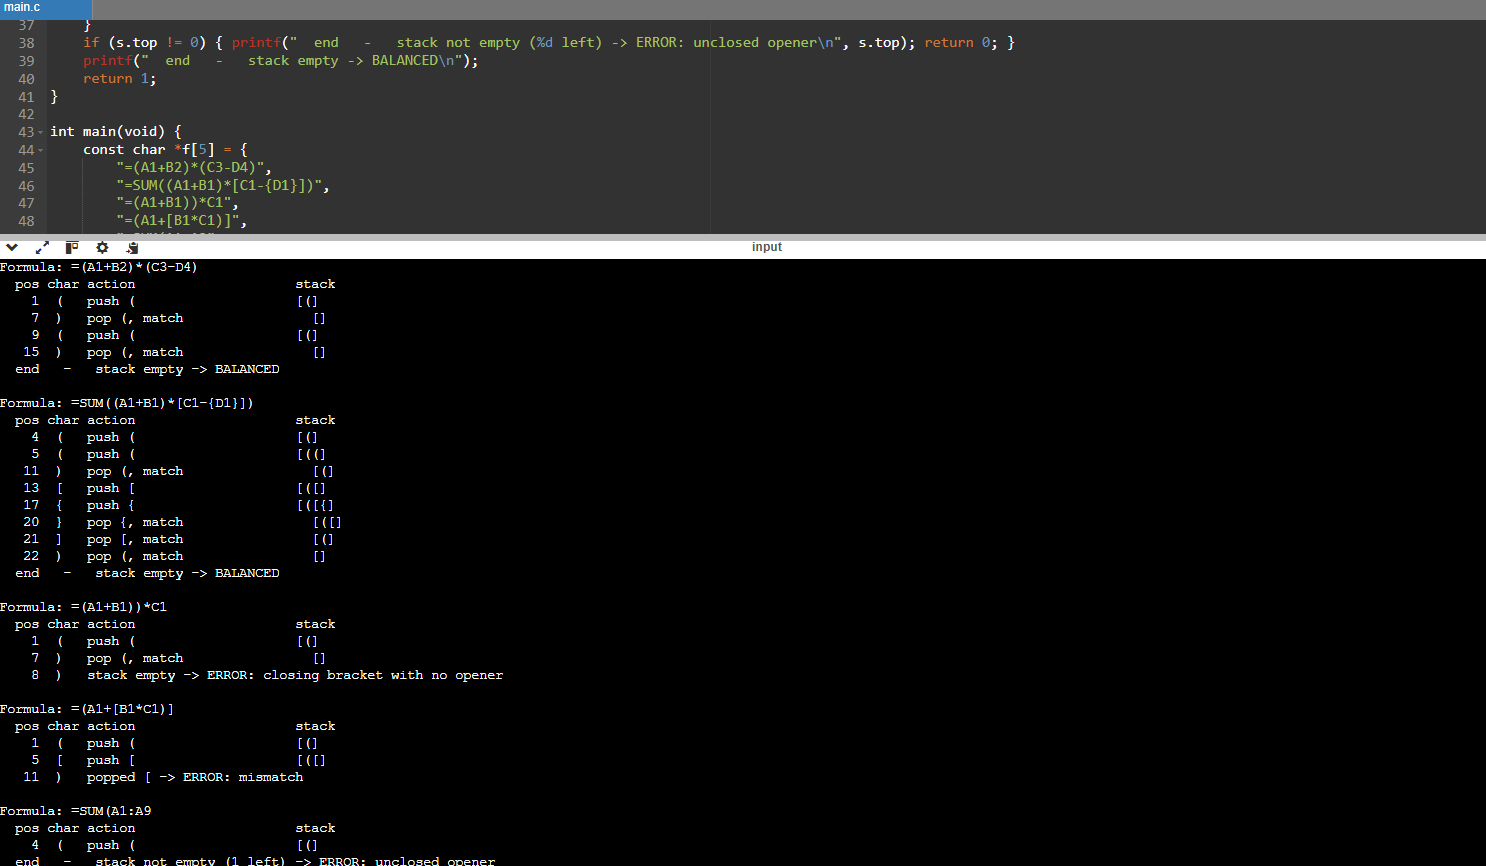 main.c
37     }
38     if (s.top != 0) { printf("  end   -   stack not empty (%d left) -> ERROR: unclosed opener\n", s.top); return 0; }
39     printf("  end   -   stack empty -> BALANCED\n");
40     return 1;
41 }
42
43 int main(void) {
44     const char *f[5] = {
45         "=(A1+B2)*(C3-D4)",
46         "=SUM((A1+B1)*[C1-{D1}])",
47         "=(A1+B1))*C1",
48         "=(A1+[B1*C1)]",
input
Formula: =(A1+B2)*(C3-D4)
  pos char action                    stack
    1  (   push (                    [(]
    7  )   pop (, match                []
    9  (   push (                    [(]
   15  )   pop (, match                []
  end   -   stack empty -> BALANCED
Formula: =SUM((A1+B1)*[C1-{D1}])
  pos char action                    stack
    4  (   push (                    [(]
    5  (   push (                    [((]
   11  )   pop (, match                [(]
   13  [   push [                    [([]
   17  {   push {                    [([{]
   20  }   pop {, match                [([]
   21  ]   pop [, match                [(]
   22  )   pop (, match                []
  end   -   stack empty -> BALANCED
Formula: =(A1+B1))*C1
  pos char action                    stack
    1  (   push (                    [(]
    7  )   pop (, match                []
    8  )   stack empty -> ERROR: closing bracket with no opener
Formula: =(A1+[B1*C1)]
  pos char action                    stack
    1  (   push (                    [(]
    5  [   push [                    [([]
   11  )   popped [ -> ERROR: mismatch
Formula: =SUM(A1:A9
  pos char action                    stack
    4  (   push (                    [(]
  end   -   stack not empty (1 left) -> ERROR: unclosed opener